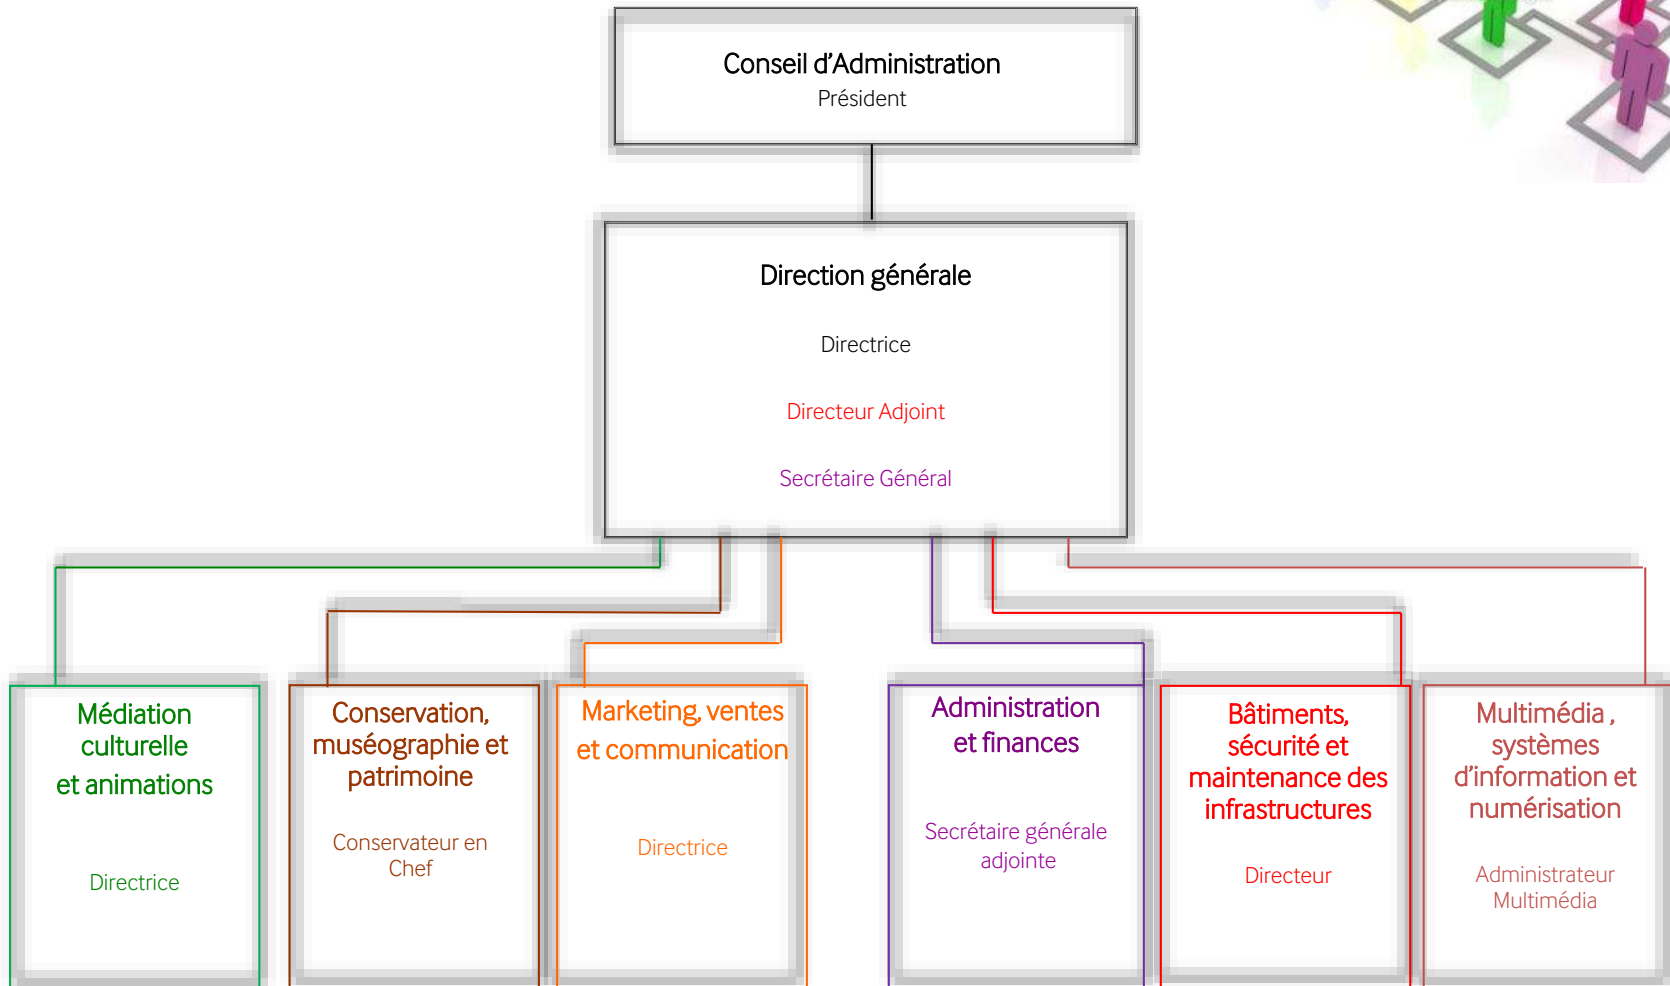 Conseil d'Administration
Président
Direction générale
Directrice
Directeur Adjoint
Secrétaire Général
Médiation
culturelle
et animations
Directrice
Conservation,
muséographie et
patrimoine
Conservateur en
Chef
Marketing, ventes
et communication
Directrice
Administration
et finances
Secrétaire générale
adjointe
Bâtiments,
sécurité et
maintenance des
infrastructures
Directeur
Multimédia ,
systèmes
d'information et
numérisation
Administrateur
Multimédia